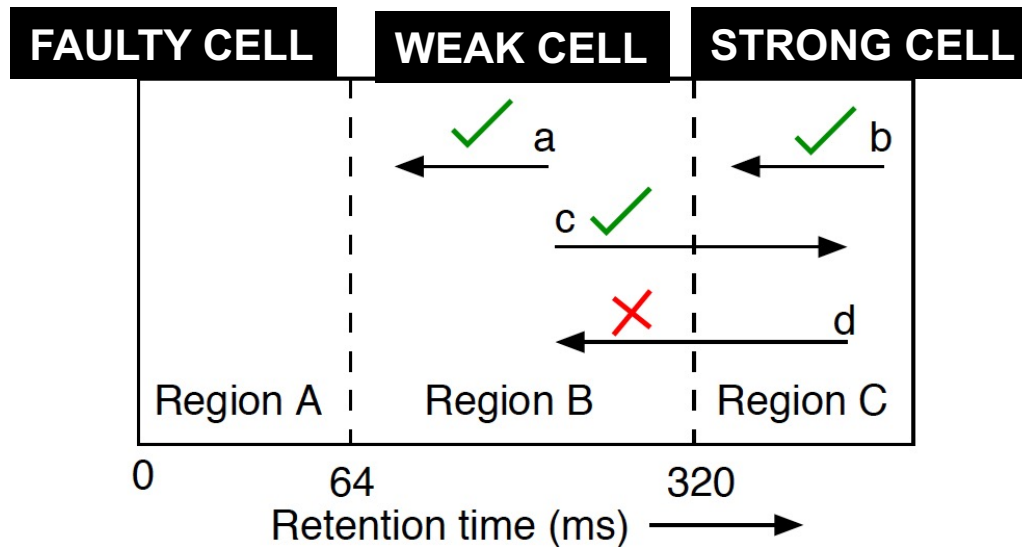 FAULTY CELL WEAK CELL STRONG CELL
a b
c
d
Region A Region B Region C
0 64 320
Retention time (ms)